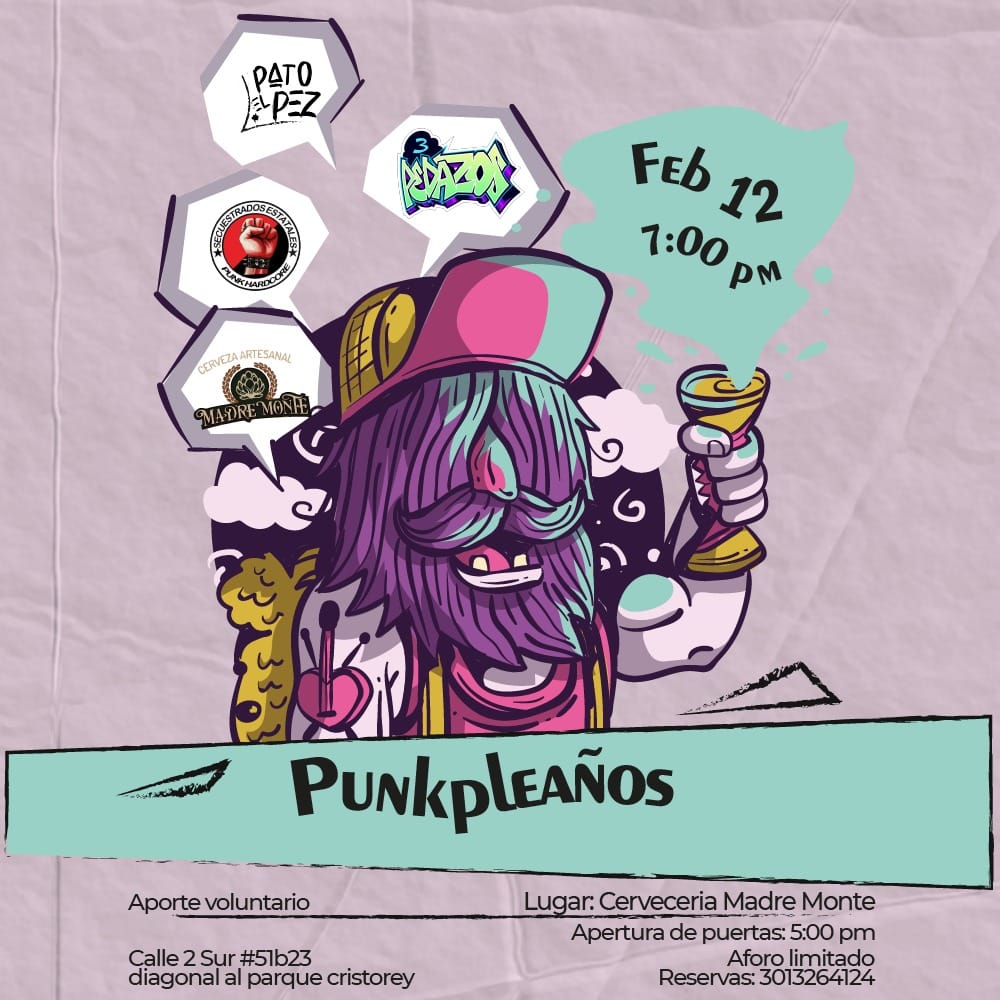 PATO
EL
PEZ
3
PEDAZOS
SECUESTRADOS ESTATALES
PUNK HARDCORE
CERVEZA ARTESANAL
MADRE MONTE
Feb 12
7:00 pm
Punkpleaños
Aporte voluntario
Lugar: Cerveceria Madre Monte
Apertura de puertas: 5:00 pm
Calle 2 Sur #51b23
Aforo limitado
diagonal al parque cristorey
Reservas: 3013264124